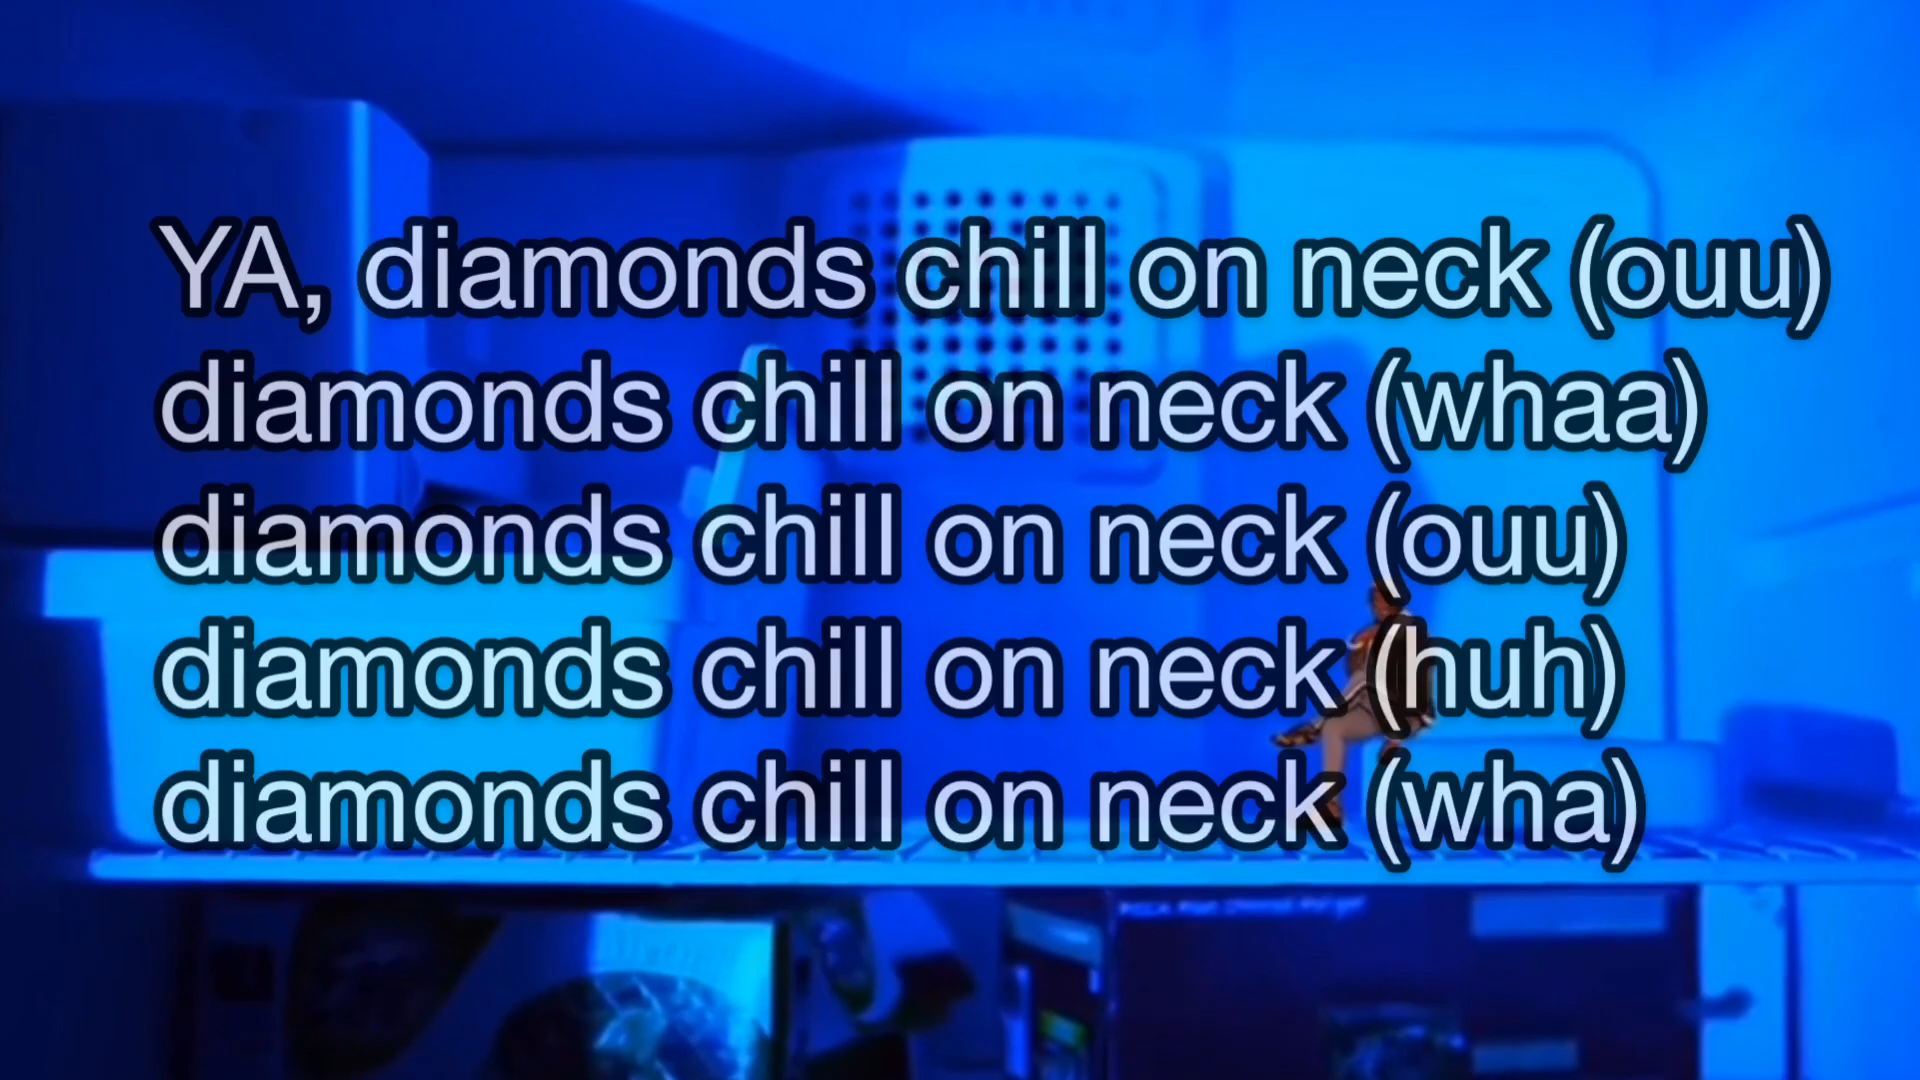 YA, diamonds chill on neck (ouu)
diamonds chill on neck (whaa)
diamonds chill on neck (ouu)
diamonds chill on neck (huh)
diamonds chill on neck (wha)